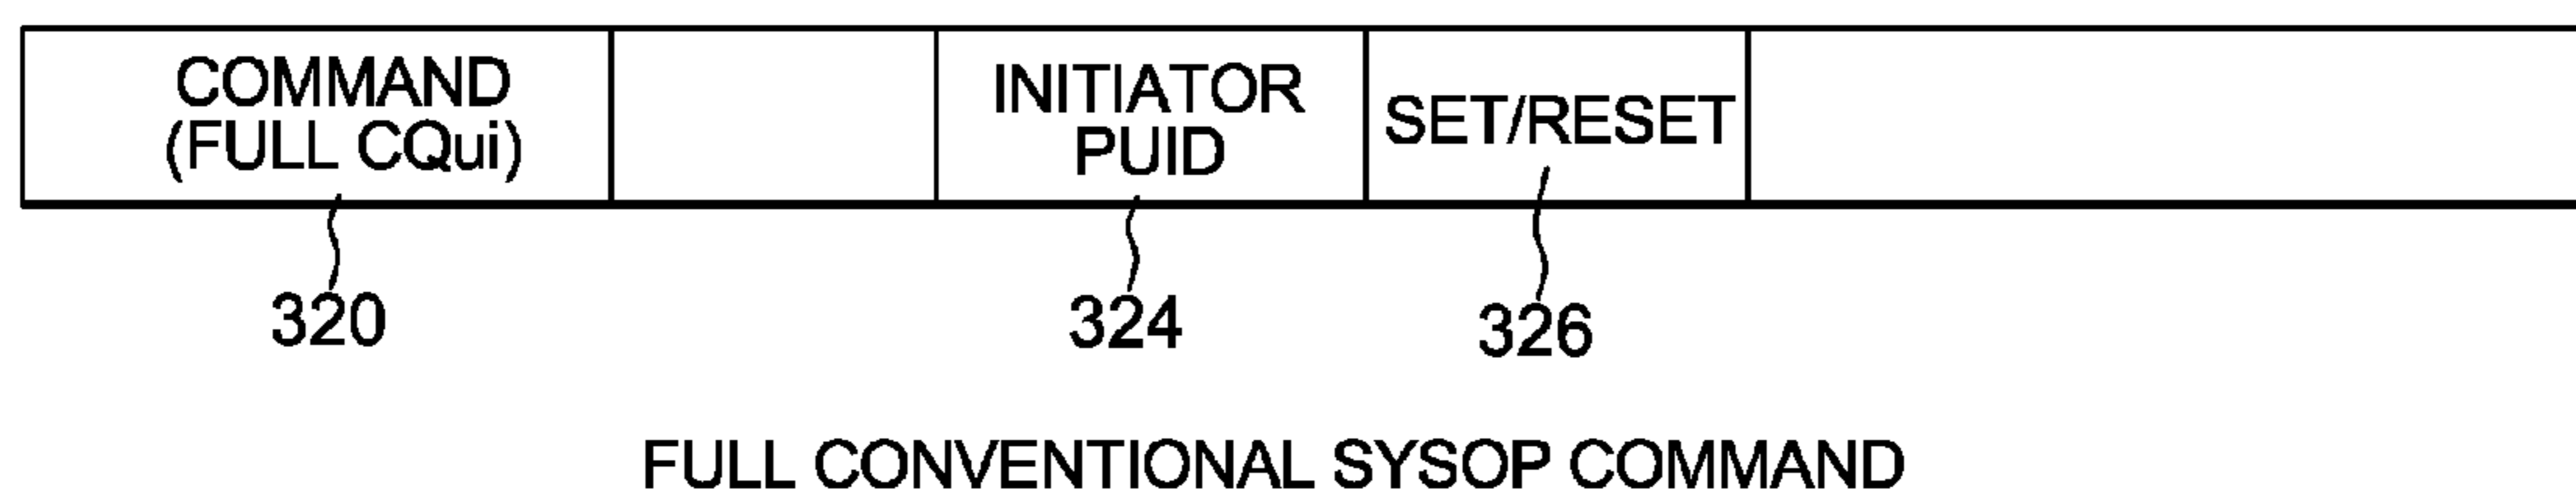 COMMAND
(FULL CQui)
INITIATOR
PUID
SET/RESET
320
324
326
FULL CONVENTIONAL SYSOP COMMAND